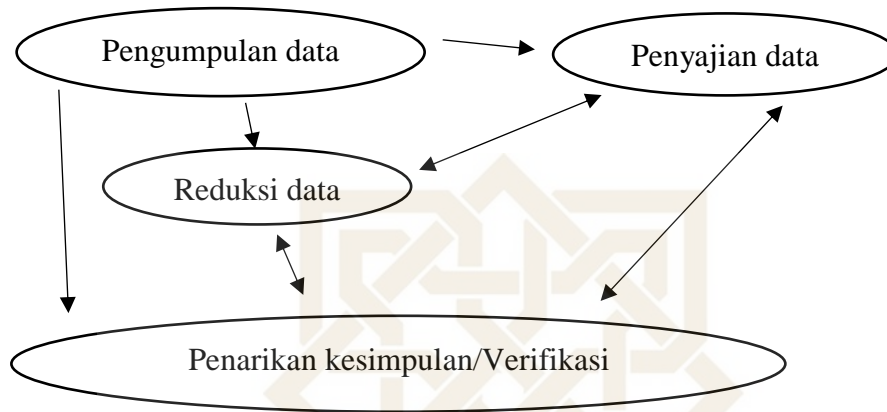 Pengumpulan data
Penyajian data
Reduksi data
Penarikan kesimpulan/Verifikasi